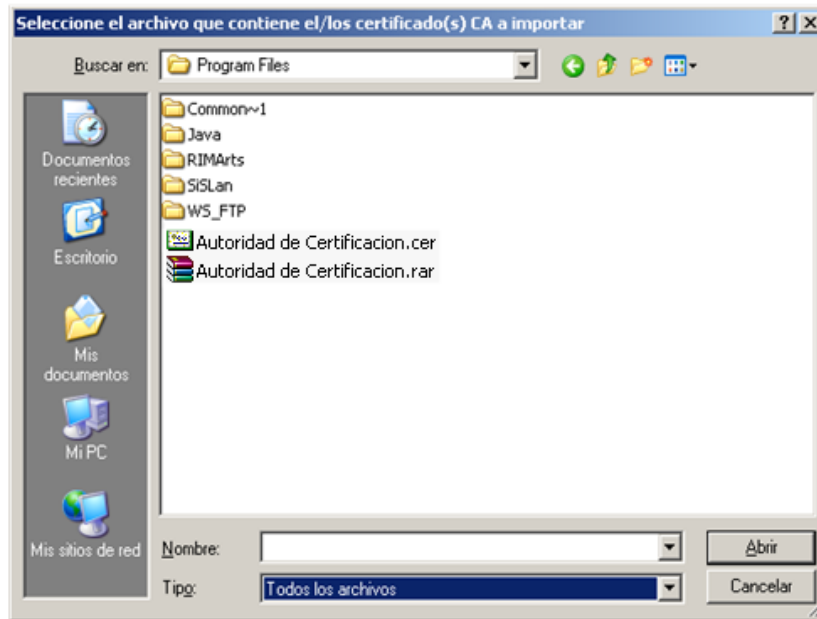 Seleccione el archivo que contiene el/los certificado(s) CA a importar
Buscar en:
Program Files
Common~1
Java
RIMArts
SiSLan
WS_FTP
Autoridad de Certificacion.cer
Autoridad de Certificacion.rar
Documentos
recientes
Escritorio
Mis
documentos
Mi PC
Mis sitios de red
Nombre:
Abrir
Tipo:
Todos los archivos
Cancelar